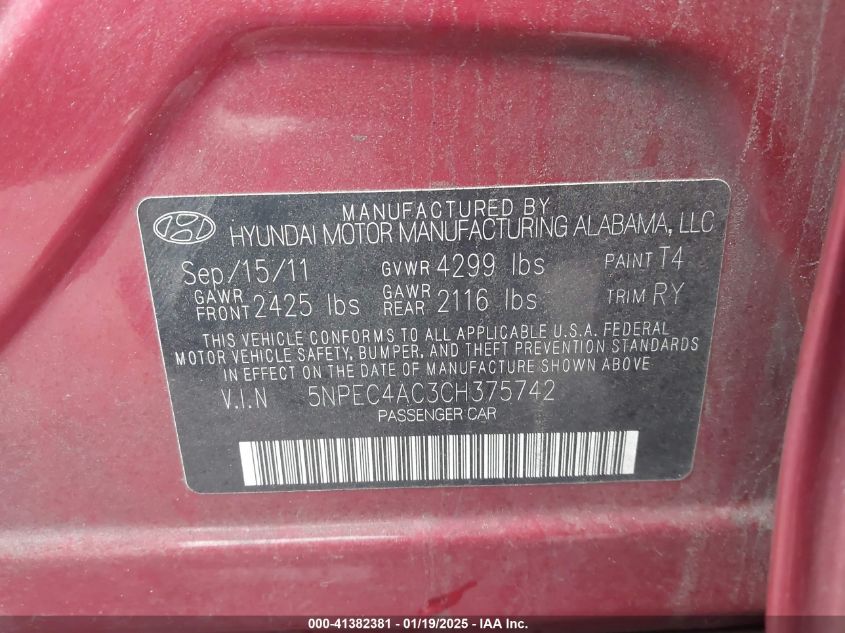 MANUFACTURED BY
HYUNDAI MOTOR MANUFACTURING ALABAMA, LLC
Sep/15/11 GVWR 4299 lbs PAINT T4
GAWR FRONT 2425 lbs GAWR REAR 2116 lbs TRIM RY
THIS VEHICLE CONFORMS TO ALL APPLICABLE U.S.A. FEDERAL
MOTOR VEHICLE SAFETY, BUMPER, AND THEFT PREVENTION STANDARDS
IN EFFECT ON THE DATE OF MANUFACTURE SHOWN ABOVE
V.I.N 5NPEC4AC3CH375742
PASSENGER CAR
000-41382381 - 01/19/2025 - IAA, Inc.